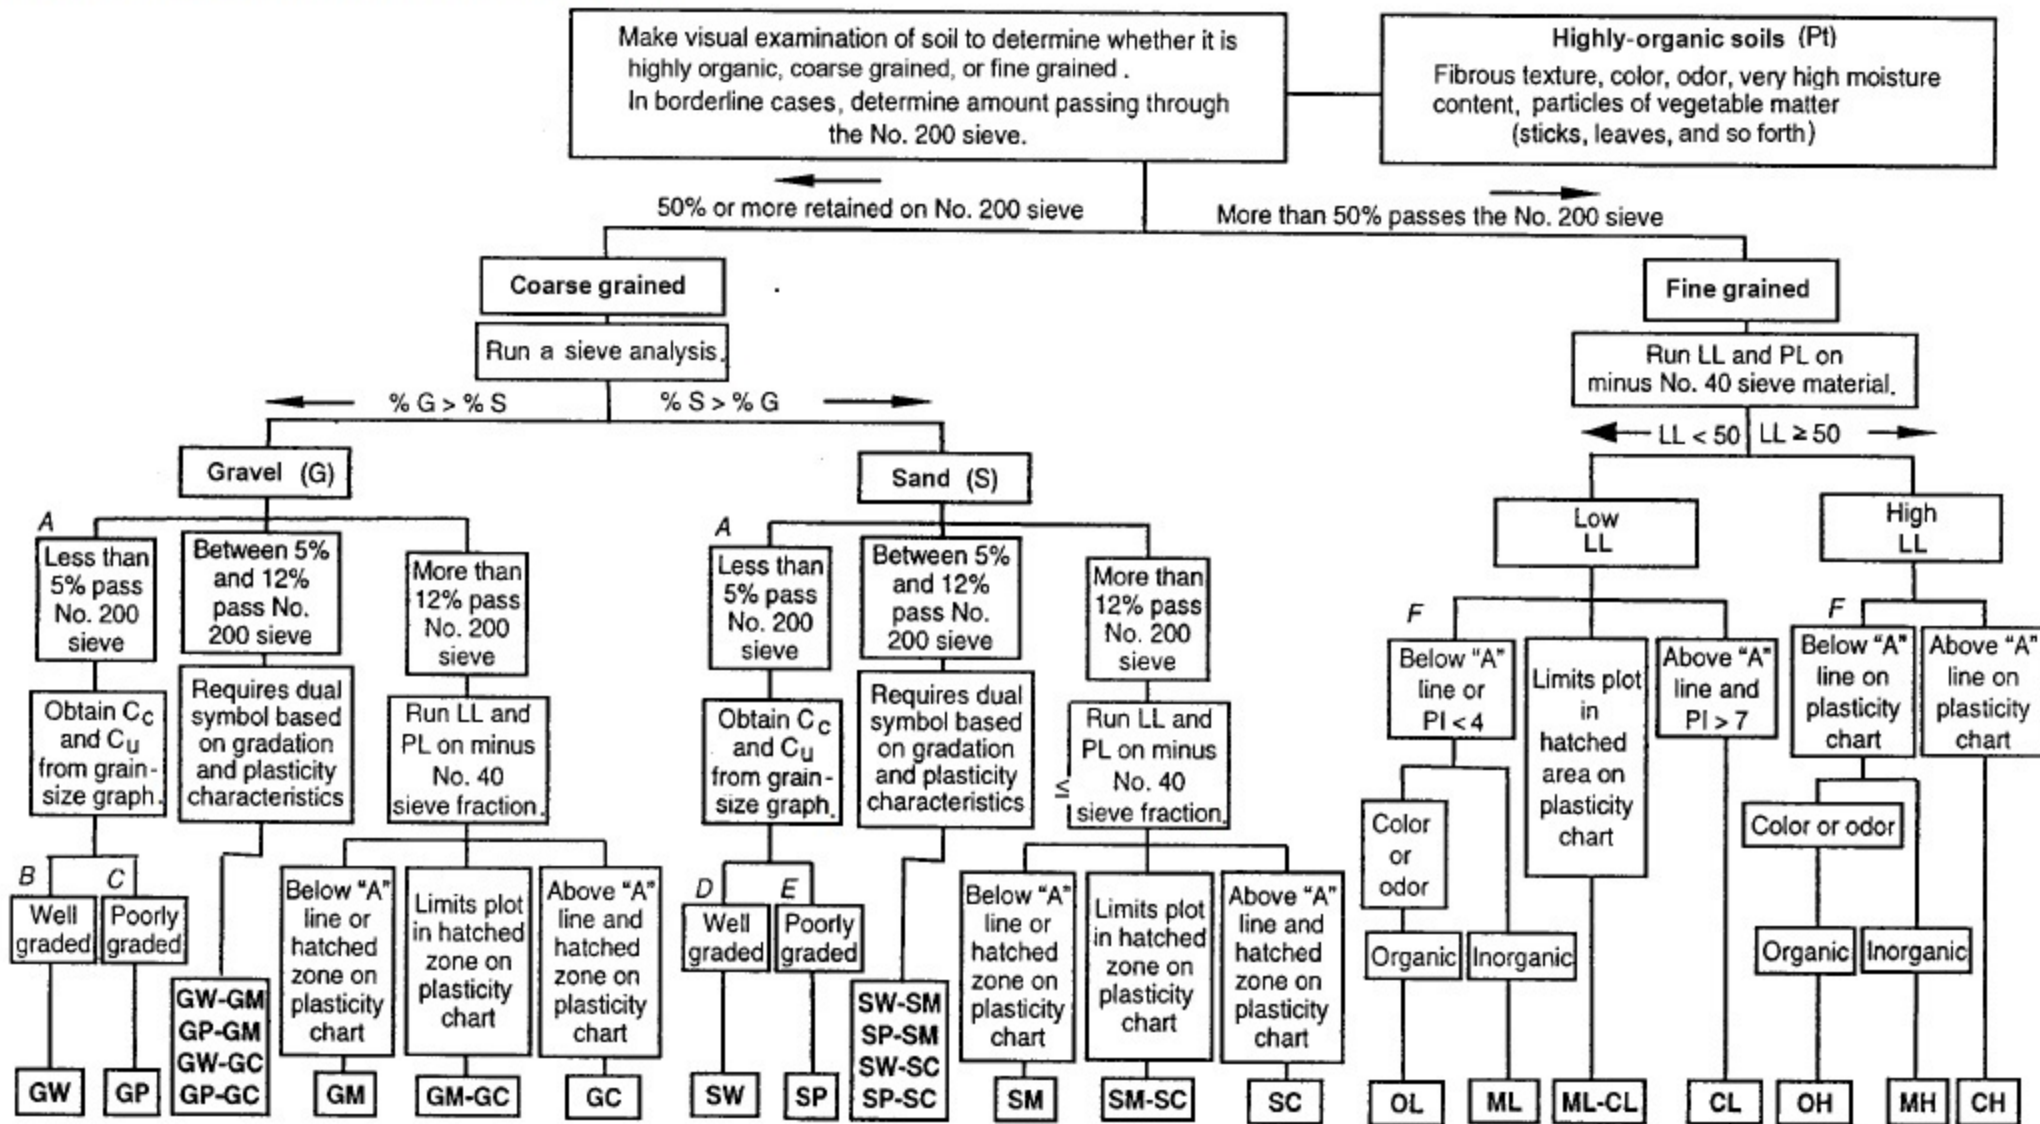 Make visual examination of soil to determine whether it is
highly organic, coarse grained, or fine grained .
In borderline cases, determine amount passing through
the No. 200 sieve.
Highly-organic soils (Pt)
Fibrous texture, color, odor, very high moisture
content, particles of vegetable matter
(sticks, leaves, and so forth)
50% or more retained on No. 200 sieve
More than 50% passes the No. 200 sieve
Coarse grained
Run a sieve analysis.
% G > % S
% S > % G
Gravel (G)
A
Less than
5% pass
No. 200
sieve
Obtain Cc
and Cu
from grain-
size graph.
B
Well
graded
GW
C
Poorly
graded
GP
Between 5%
and 12%
pass No.
200 sieve
Requires dual
symbol based
on gradation
and plasticity
characteristics
GW-GM
GP-GM
GW-GC
GP-GC
More than
12% pass
No. 200
sieve
Run LL and
PL on minus
No. 40
sieve fraction.
Below “A”
line or
hatched
zone on
plasticity
chart
GM
Limits plot
in hatched
zone on
plasticity
chart
GM-GC
Above “A”
line and
hatched
zone on
plasticity
chart
GC
Sand (S)
A
Less than
5% pass
No. 200
sieve
Obtain Cc
and Cu
from grain-
size graph.
D
Well
graded
SW
E
Poorly
graded
SP
Between 5%
and 12%
pass No.
200 sieve
Requires dual
symbol based
on gradation
and plasticity
characteristics
SW-SM
SP-SM
SW-SC
SP-SC
More than
12% pass
No. 200
sieve
Run LL and
PL on minus
No. 40
≤
sieve fraction.
Below “A”
line or
hatched
zone on
plasticity
chart
SM
Limits plot
in hatched
zone on
plasticity
chart
SM-SC
Above “A”
line and
hatched
zone on
plasticity
chart
SC
Fine grained
Run LL and PL on
minus No. 40 sieve material.
LL < 50
LL ≥ 50
Low
LL
F
Below “A”
line or
PI < 4
Color
or
odor
Organic
OL
Inorganic
ML
Limits plot
in
hatched
area on
plasticity
chart
ML-CL
Above “A”
line and
PI > 7
CL
High
LL
F
Below “A”
line on
plasticity
chart
Color or odor
Organic
OH
Inorganic
MH
Above “A”
line on
plasticity
chart
CH